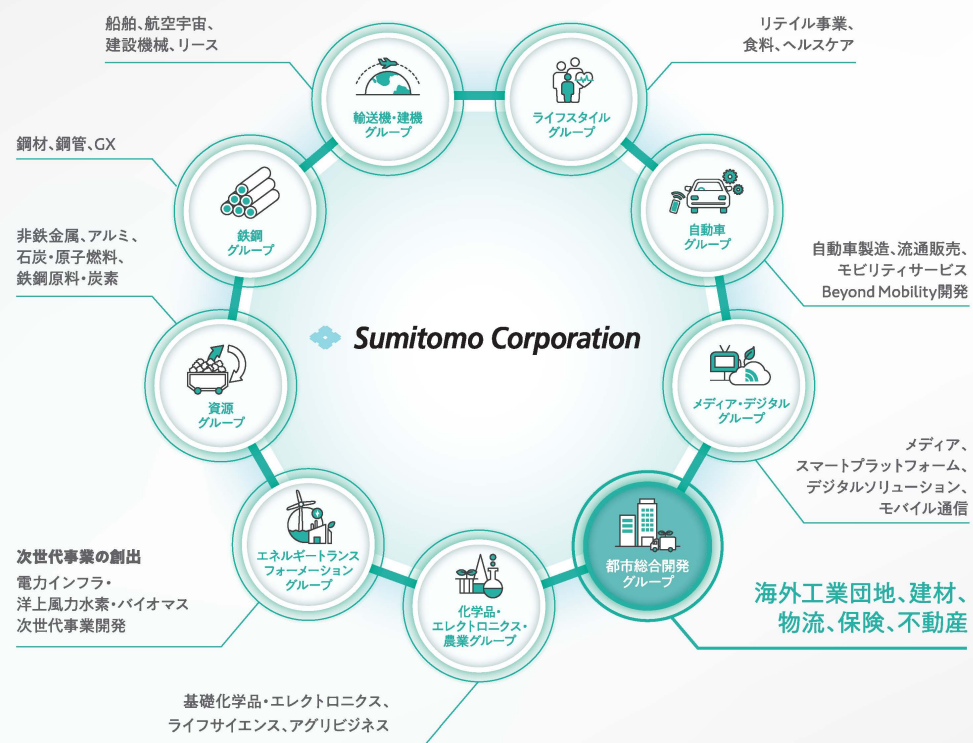 船舶、航空宇宙、
建設機械、リース
リテイル事業、
食料、ヘルスケア
輸送機・建機
グループ
ライフスタイル
グループ
鋼材、鋼管、GX
鉄鋼
グループ
自動車
グループ
非鉄金属、アルミ、
石炭・原子燃料、
鉄鋼原料・炭素
自動車製造、流通販売、
モビリティサービス
Beyond Mobility開発
Sumitomo Corporation
資源
グループ
メディア・デジタル
グループ
メディア、
スマートプラットフォーム、
デジタルソリューション、
モバイル通信
次世代事業の創出
電力インフラ・
洋上風力水素・バイオマス
次世代事業開発
エネルギートランス
フォーメーション
グループ
都市総合開発
グループ
海外工業団地、建材、
物流、保険、不動産
化学品・
エレクトロニクス・
農業グループ
基礎化学品・エレクトロニクス、
ライフサイエンス、アグリビジネス